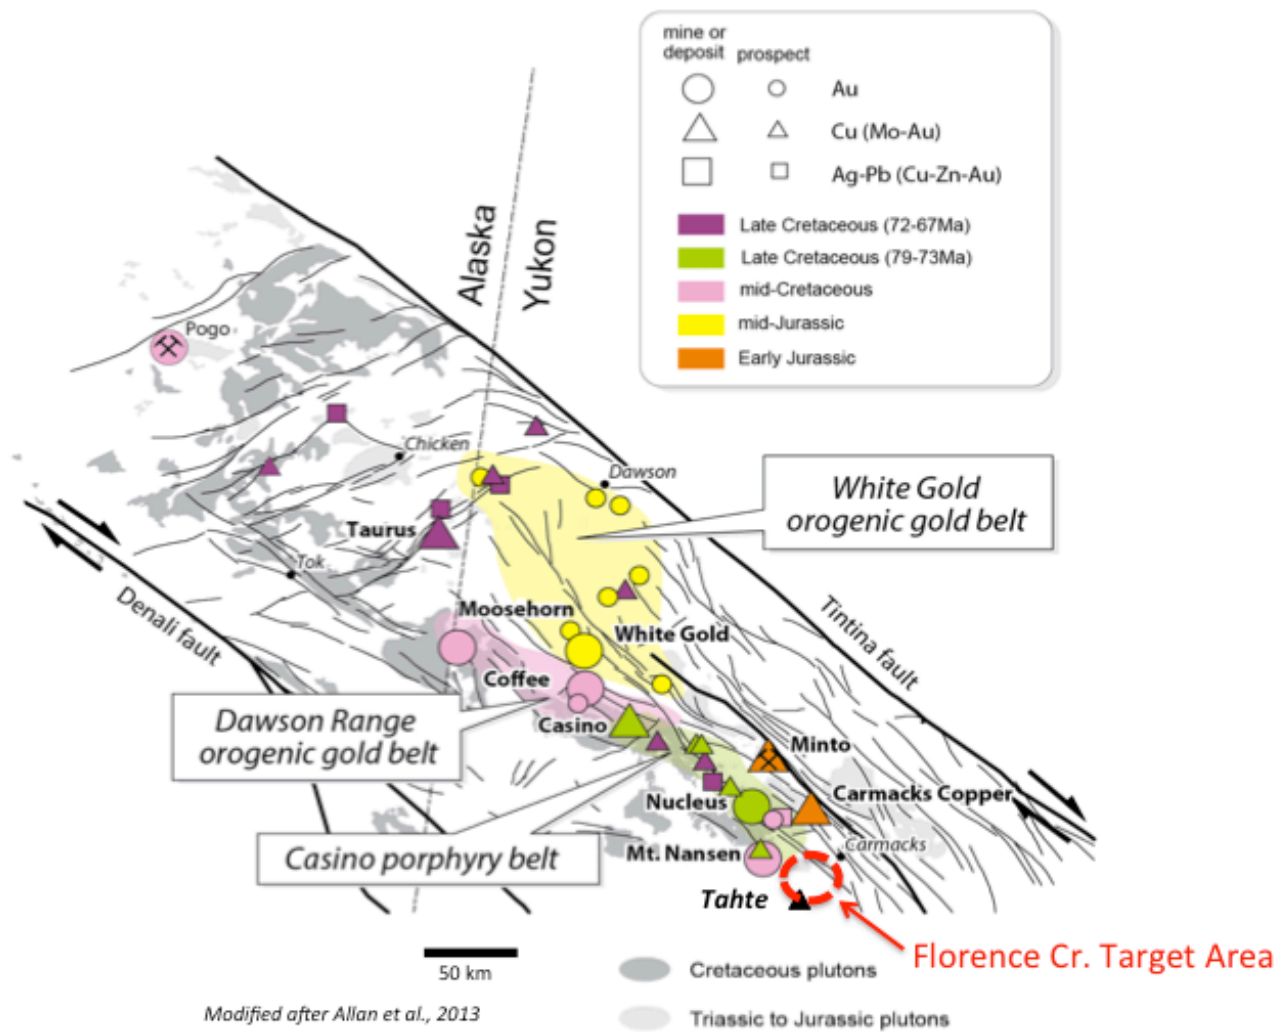 mine or
deposit
prospect
Au
Cu (Mo-Au)
Ag-Pb (Cu-Zn-Au)
Late Cretaceous (72-67Ma)
Late Cretaceous (79-73Ma)
mid-Cretaceous
mid-Jurassic
Early Jurassic
Alaska
Yukon
Pogo
Chicken
Dawson
White Gold
orogenic gold belt
Taurus
Tok
Denali fault
Moosehorn
White Gold
Tintina fault
Coffee
Dawson Range
orogenic gold belt
Casino
Minto
Carmacks Copper
Nucleus
Casino porphyry belt
Mt. Nansen
Carmacks
Tahte
Florence Cr. Target Area
50 km
Cretaceous plutons
Modified after Allan et al., 2013
Triassic to Jurassic plutons